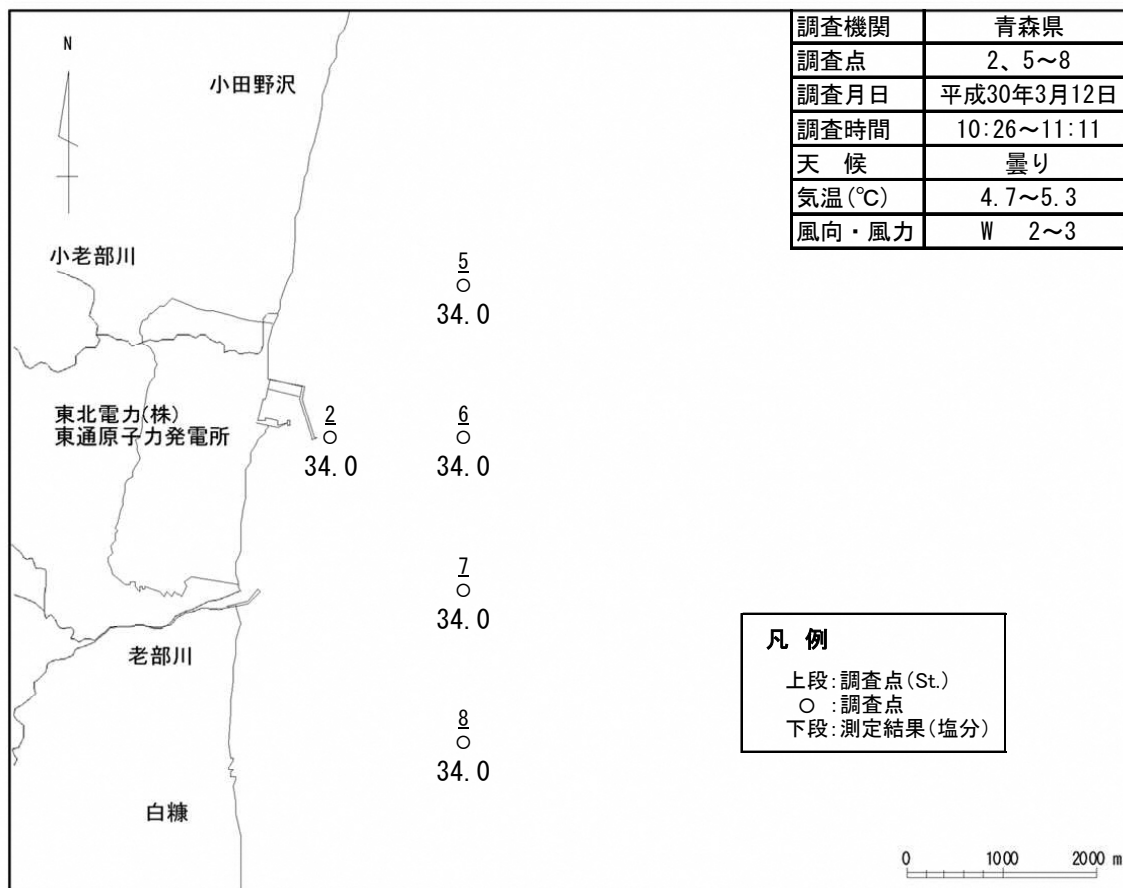 調査機関 青森県
調査点 2、5～8
調査月日 平成30年3月12日
調査時間 10:26～11:11
天 候 曇り
気温(℃) 4.7～5.3
風向・風力 W 2～3
N
小田野沢
小老部川
5
34.0
東北電力(株)
東通原子力発電所
2
34.0
6
34.0
7
34.0
老部川
8
34.0
白糠
凡 例
上段:調査点(St.)
○ :調査点
下段:測定結果(塩分)
0 1000 2000 m